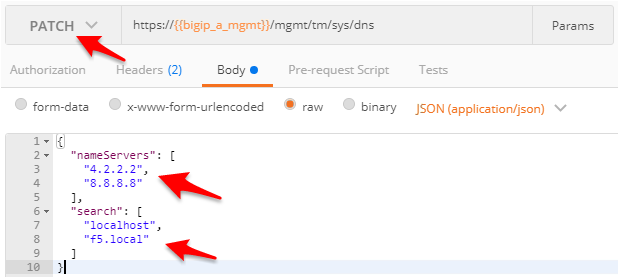 PATCH https://{{bigip_a_mgmt}}/mgmt/tm/sys/dns Params
Authorization Headers (2) Body Pre-request Script Tests
form-data x-www-form-urlencoded raw binary JSON (application/json)
1 {
2 "nameServers": [
3 "4.2.2.2",
4 "8.8.8.8"
5 ],
6 "search": [
7 "localhost",
8 "f5.local"
9 ]
10 }